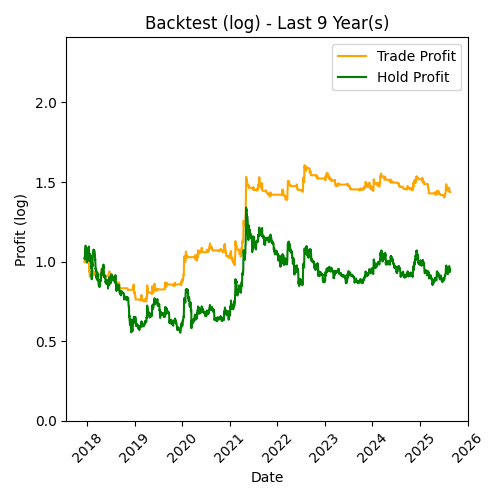 Backtest (log) - Last 9 Year(s)
Trade Profit
Hold Profit
Profit (log)
2.0
1.5
1.0
0.5
0.0
2018 2019 2020 2021 2022 2023 2024 2025 2026
Date